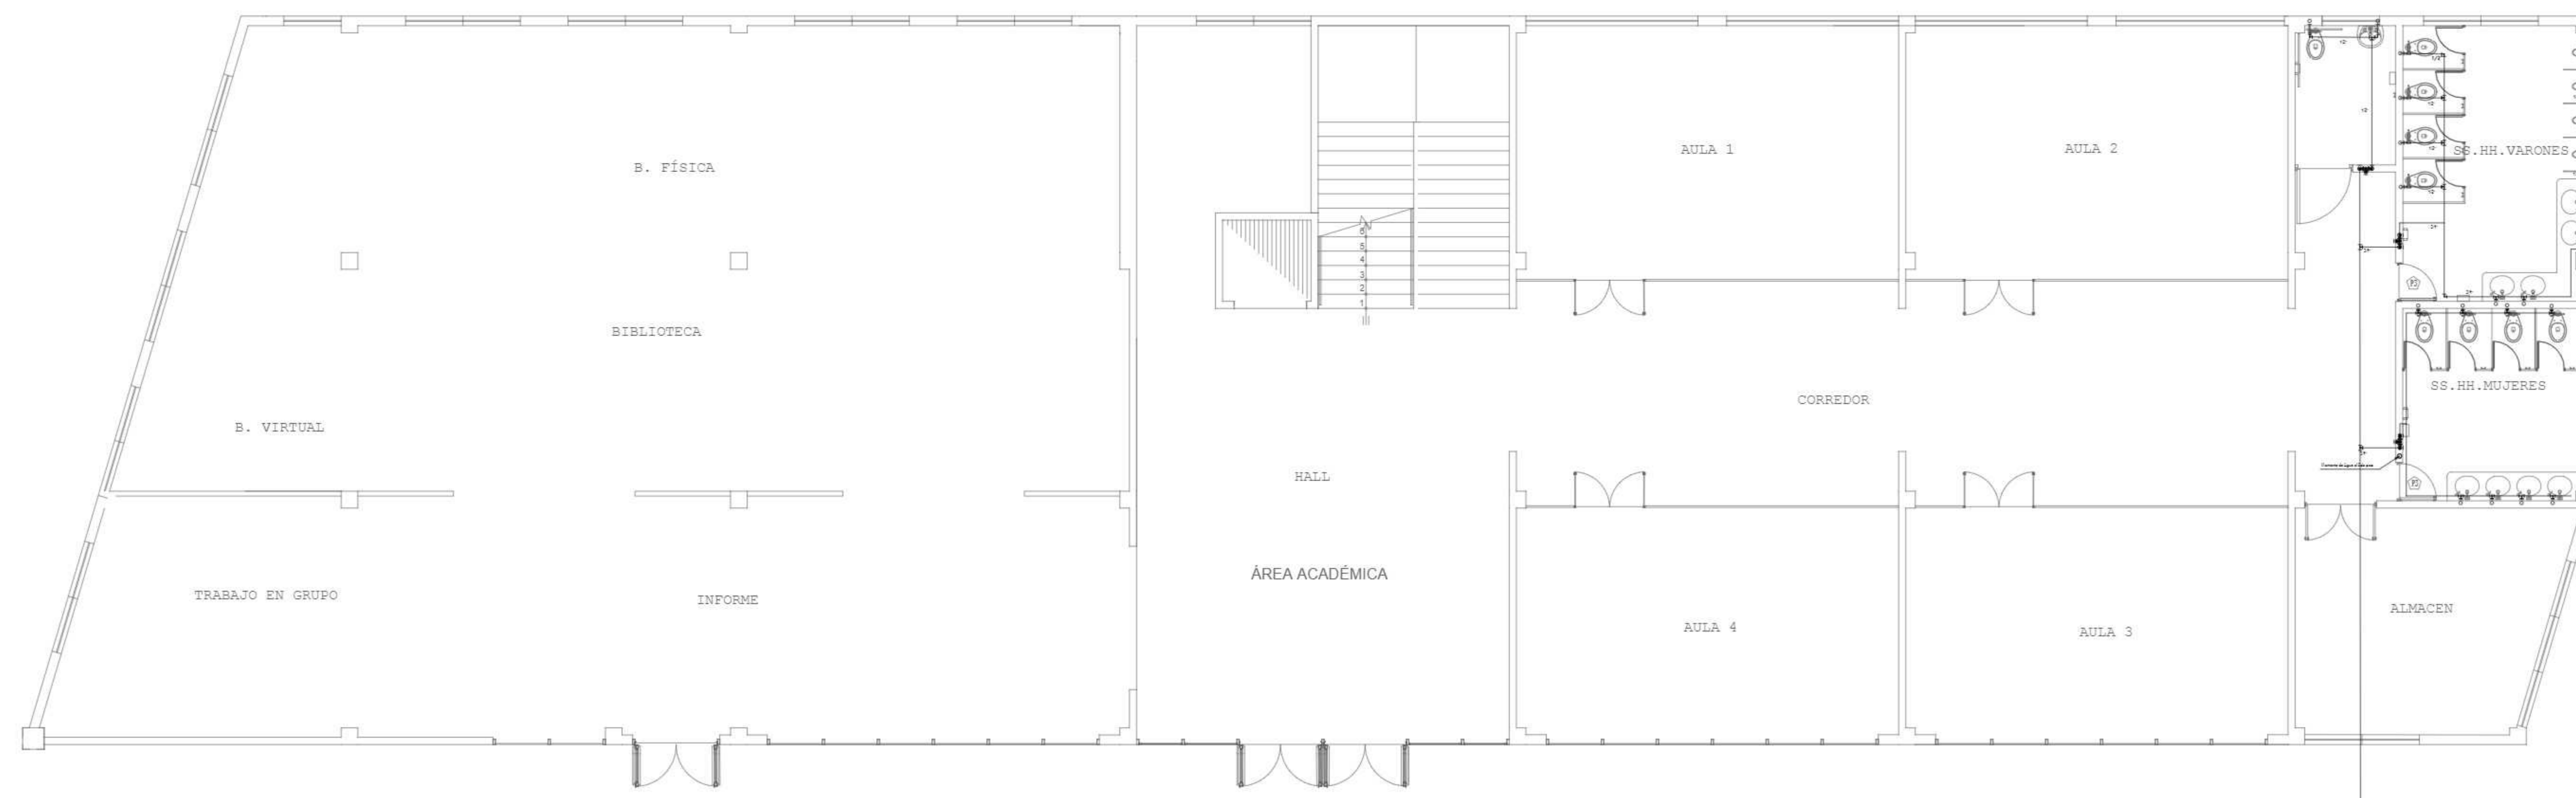 B. FÍSICA
BIBLIOTECA
B. VIRTUAL
TRABAJO EN GRUPO
INFORME
HALL
ÁREA ACADÉMICA
6
5
4
3
2
1
AULA 1
AULA 2
CORREDOR
AULA 4
AULA 3
SS.HH.VARONES
SS.HH.MUJERES
ALMACEN